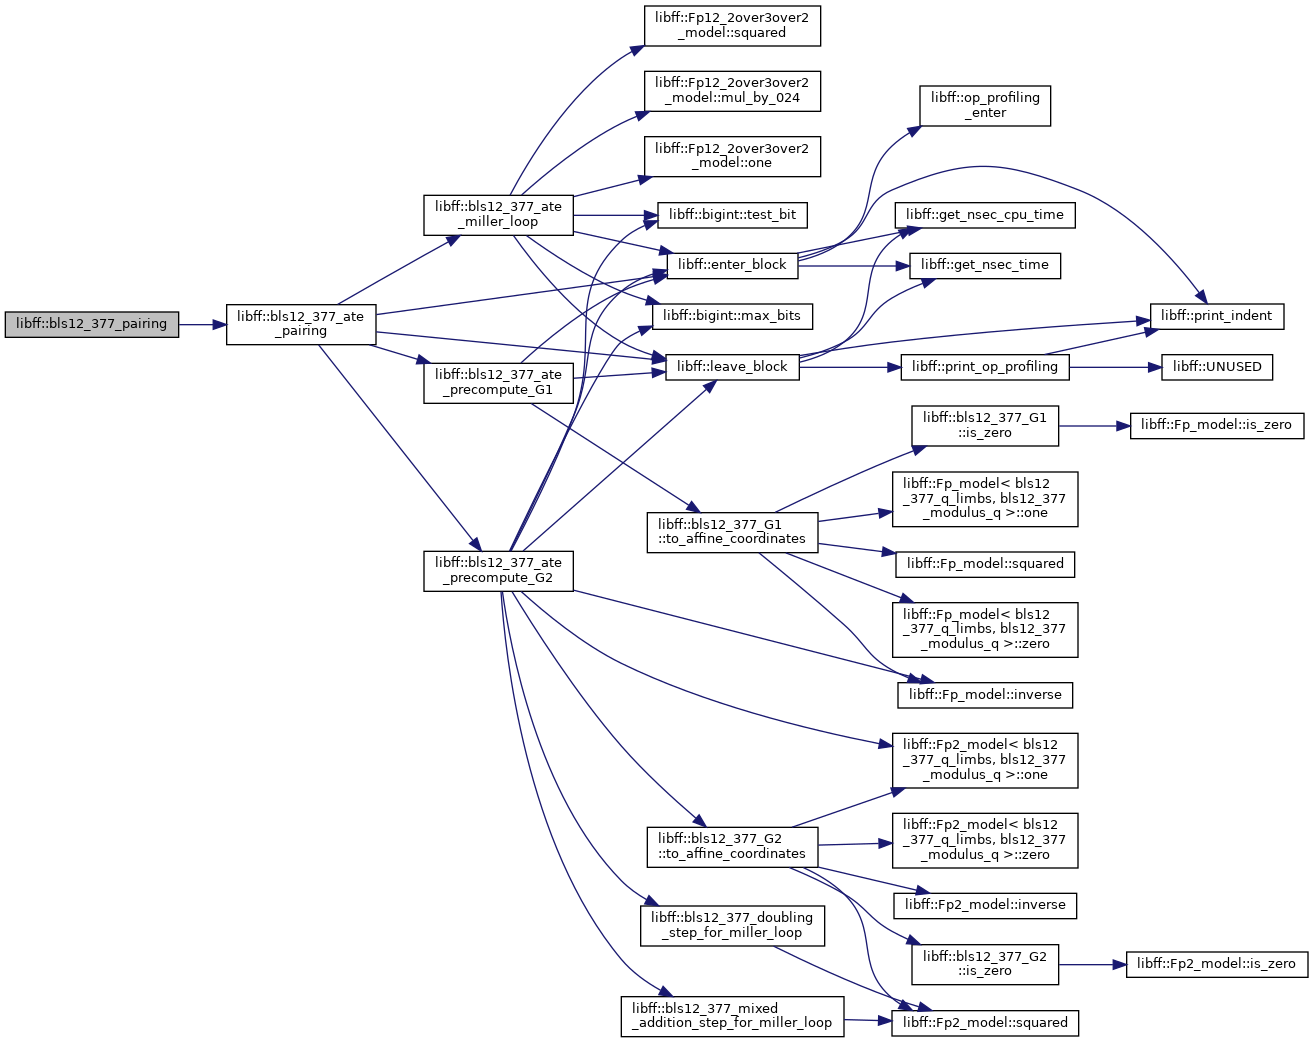 libff::bls12_377_pairing
libff::bls12_377_ate
_pairing
libff::bls12_377_ate
_miller_loop
libff::bls12_377_ate
_precompute_G1
libff::bls12_377_ate
_precompute_G2
libff::Fp12_2over3over2
_model::squared
libff::Fp12_2over3over2
_model::mul_by_024
libff::Fp12_2over3over2
_model::one
libff::bigint::test_bit
libff::enter_block
libff::bigint::max_bits
libff::leave_block
libff::bls12_377_G1
::to_affine_coordinates
libff::bls12_377_G2
::to_affine_coordinates
libff::bls12_377_doubling
_step_for_miller_loop
libff::bls12_377_mixed
_addition_step_for_miller_loop
libff::op_profiling
_enter
libff::get_nsec_cpu_time
libff::get_nsec_time
libff::print_op_profiling
libff::bls12_377_G1
::is_zero
libff::Fp_model< bls12
_377_q_limbs, bls12_377
_modulus_q >::one
libff::Fp_model::squared
libff::Fp_model< bls12
_377_q_limbs, bls12_377
_modulus_q >::zero
libff::Fp_model::inverse
libff::Fp2_model< bls12
_377_q_limbs, bls12_377
_modulus_q >::one
libff::Fp2_model< bls12
_377_q_limbs, bls12_377
_modulus_q >::zero
libff::Fp2_model::inverse
libff::bls12_377_G2
::is_zero
libff::Fp2_model::squared
libff::print_indent
libff::UNUSED
libff::Fp_model::is_zero
libff::Fp2_model::is_zero